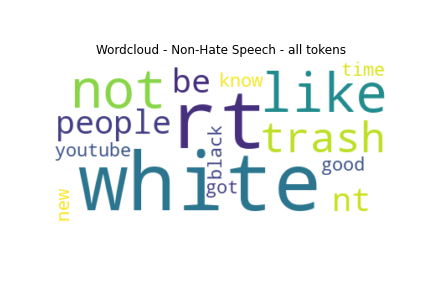 Wordcloud - Non-Hate Speech - all tokens
not
be
rt
know
like
time
people
trash
youtube
black
good
white
got
new
nt